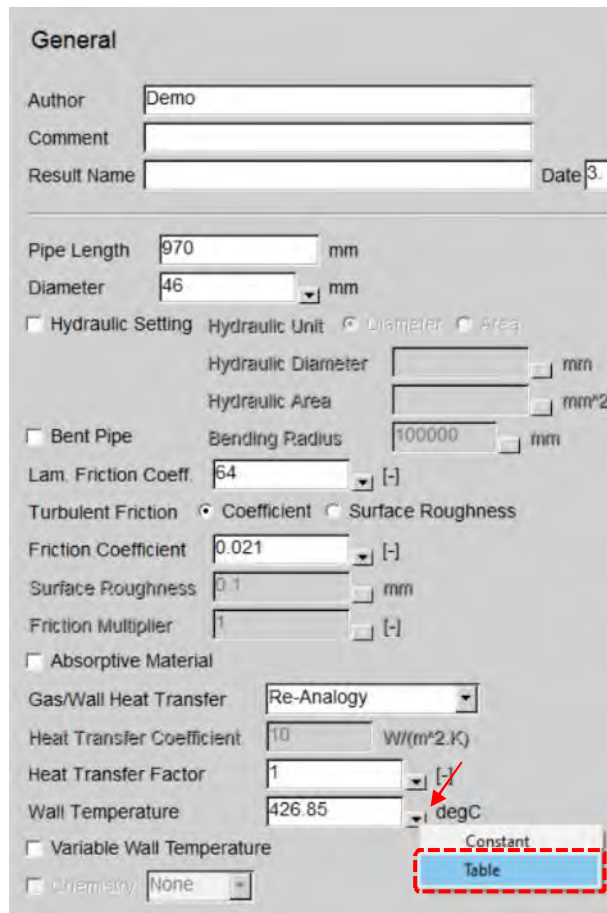 General
Author Demo
Comment
Result Name Date 3.
Pipe Length 970 mm
Diameter 46 mm
Hydraulic Setting Hydraulic Unit Diameter Area
Hydraulic Diameter mm
Hydraulic Area mm^2
Bent Pipe Bending Radius 100000 mm
Lam. Friction Coeff. 64 [-]
Turbulent Friction Coefficient Surface Roughness
Friction Coefficient 0.021 [-]
Surface Roughness 0.1 mm
Friction Multiplier 1 [-]
Absorptive Material
Gas/Wall Heat Transfer Re-Analogy
Heat Transfer Coefficient 10 W/(m^2.K)
Heat Transfer Factor 1 [-]
Wall Temperature 426.85 degC
Constant
Variable Wall Temperature
Table
Chemistry None